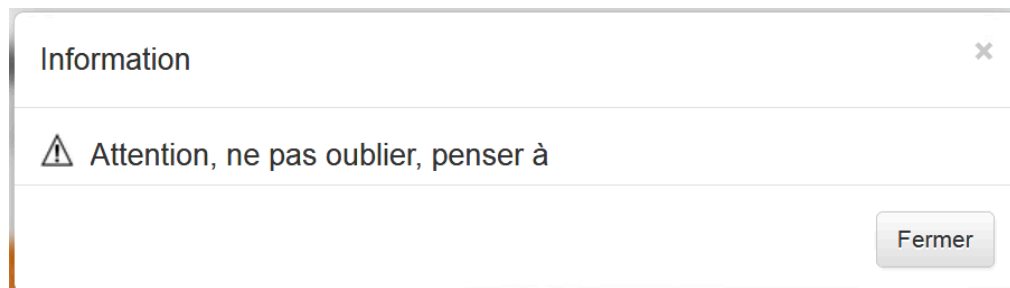 Information
×
Attention, ne pas oublier, penser à
Fermer